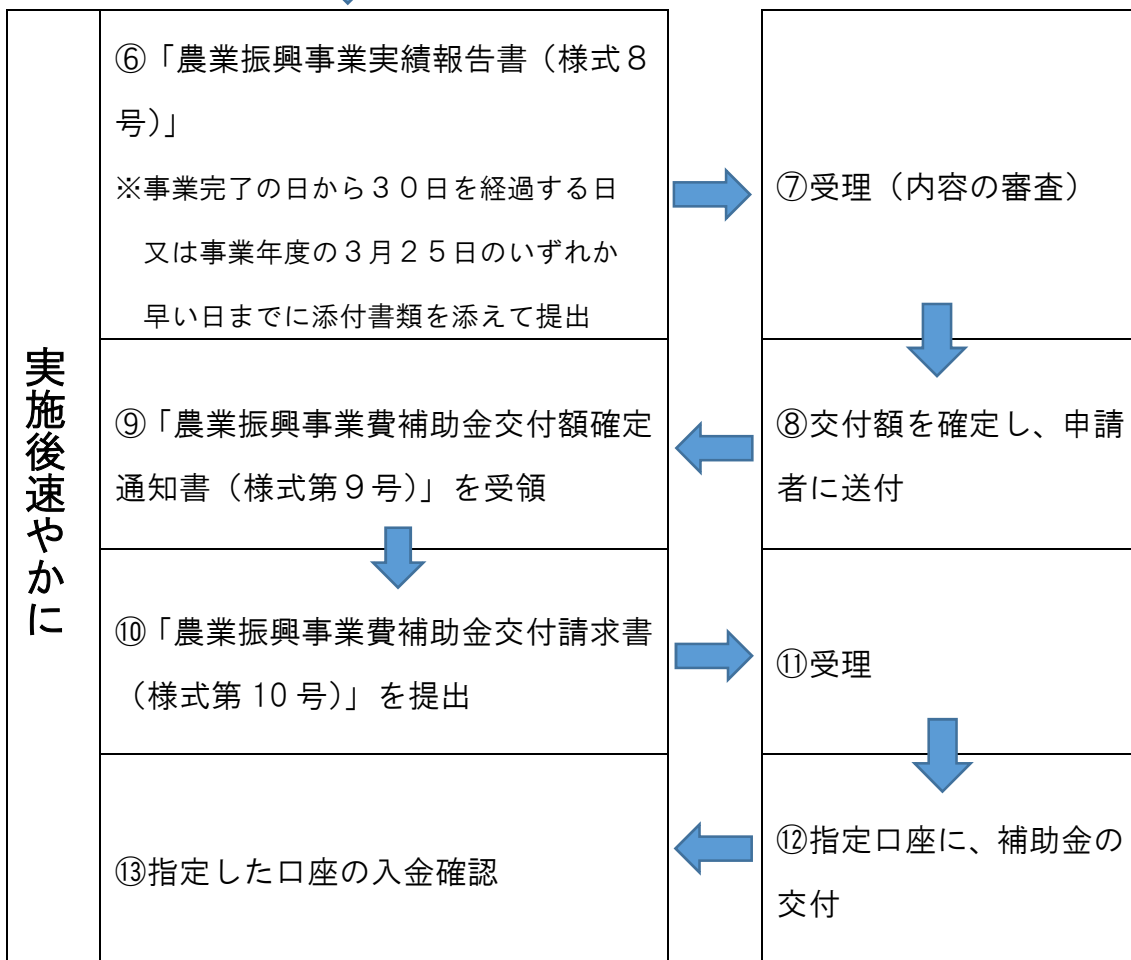 実施後速やかに
⑥「農業振興事業実績報告書（様式８
号）」
※事業完了の日から３０日を経過する日
又は事業年度の３月２５日のいずれか
早い日までに添付書類を添えて提出
⑦受理（内容の審査）
⑧交付額を確定し、申請
者に送付
⑨「農業振興事業費補助金交付額確定
通知書（様式第９号）」を受領
⑩「農業振興事業費補助金交付請求書
（様式第 10 号）」を提出
⑪受理
⑫指定口座に、補助金の
交付
⑬指定した口座の入金確認